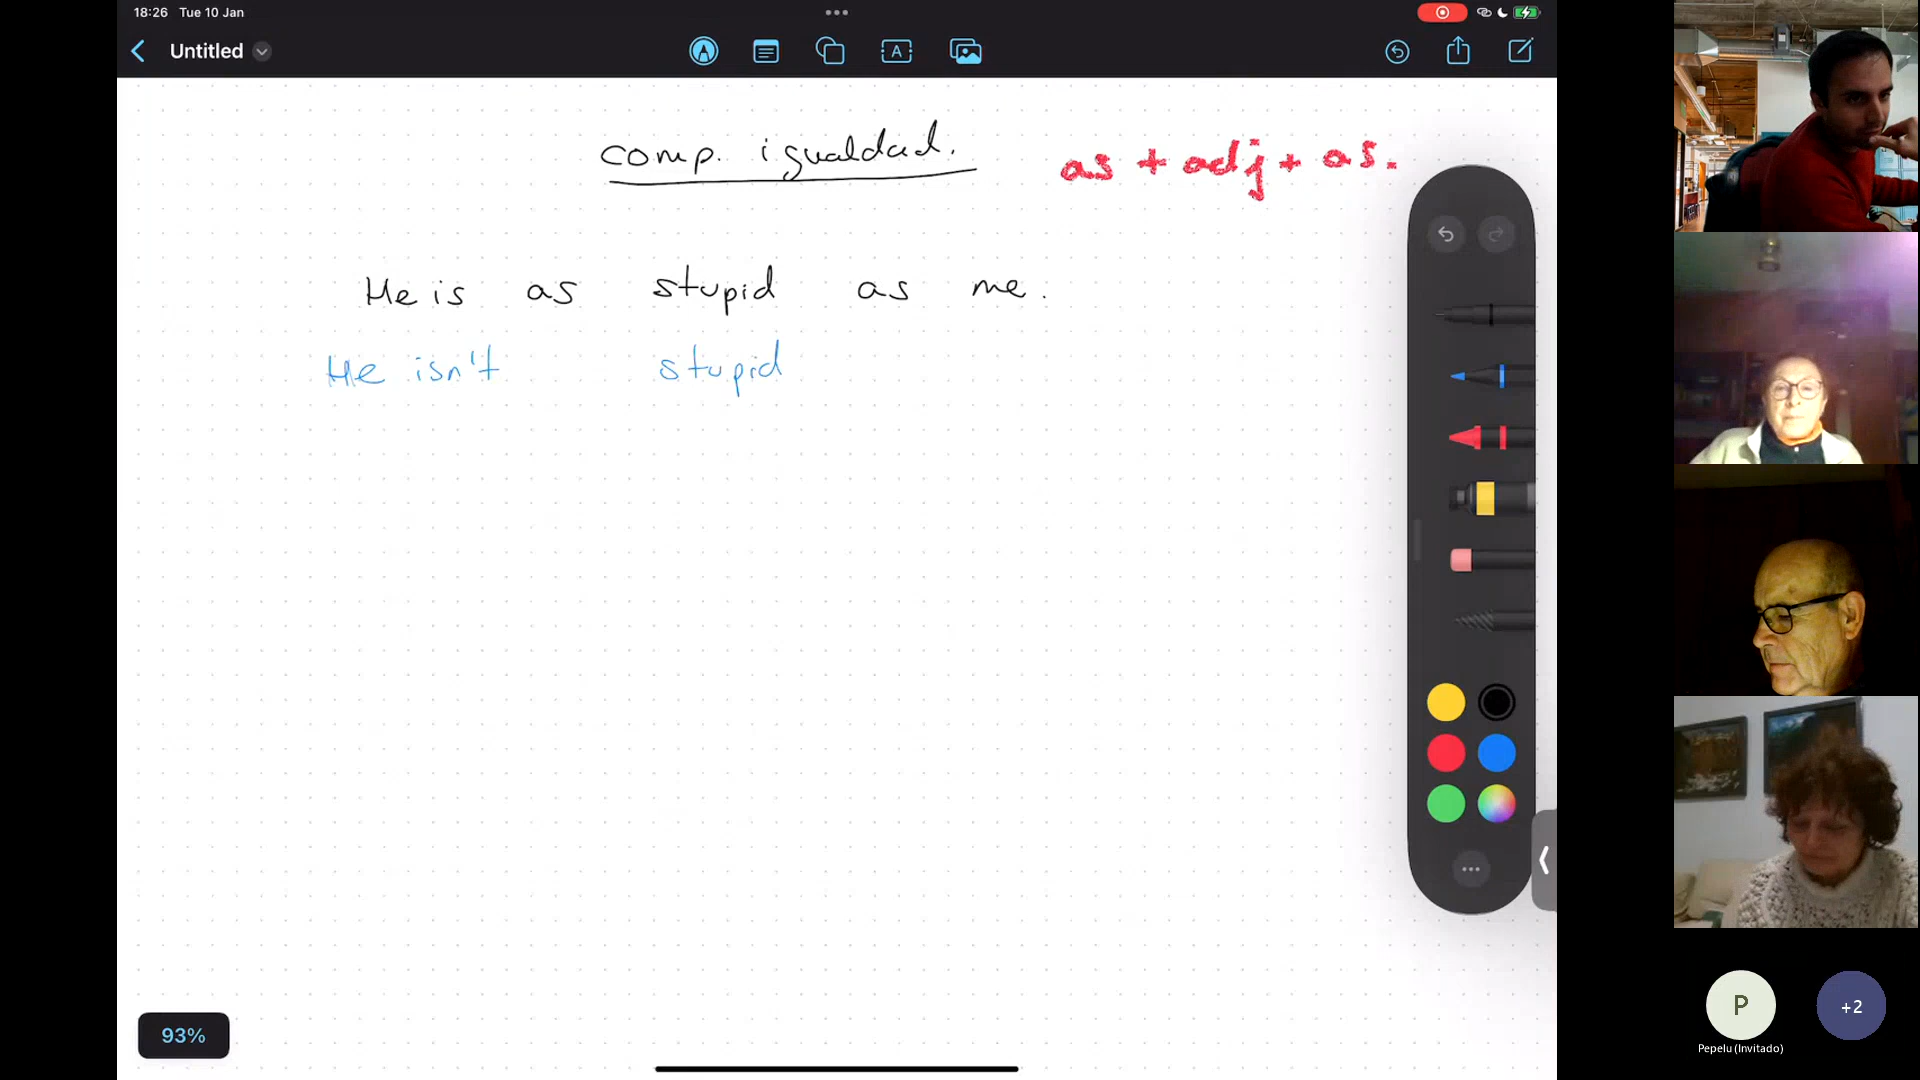 18:26 Tue 10 Jan
Untitled
A
comp. igualdad.
as + adj + as.
He is as stupid as me.
He isn't stupid
93%
P
+2
Pepelu (Invitado)